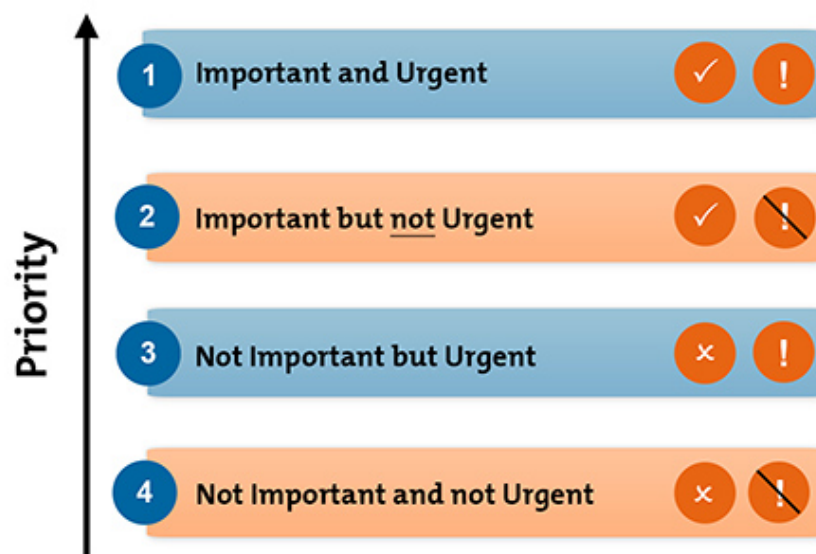 Priority
1 Important and Urgent ✓ !
2 Important but not Urgent ✓ !
3 Not Important but Urgent x !
4 Not Important and not Urgent x !